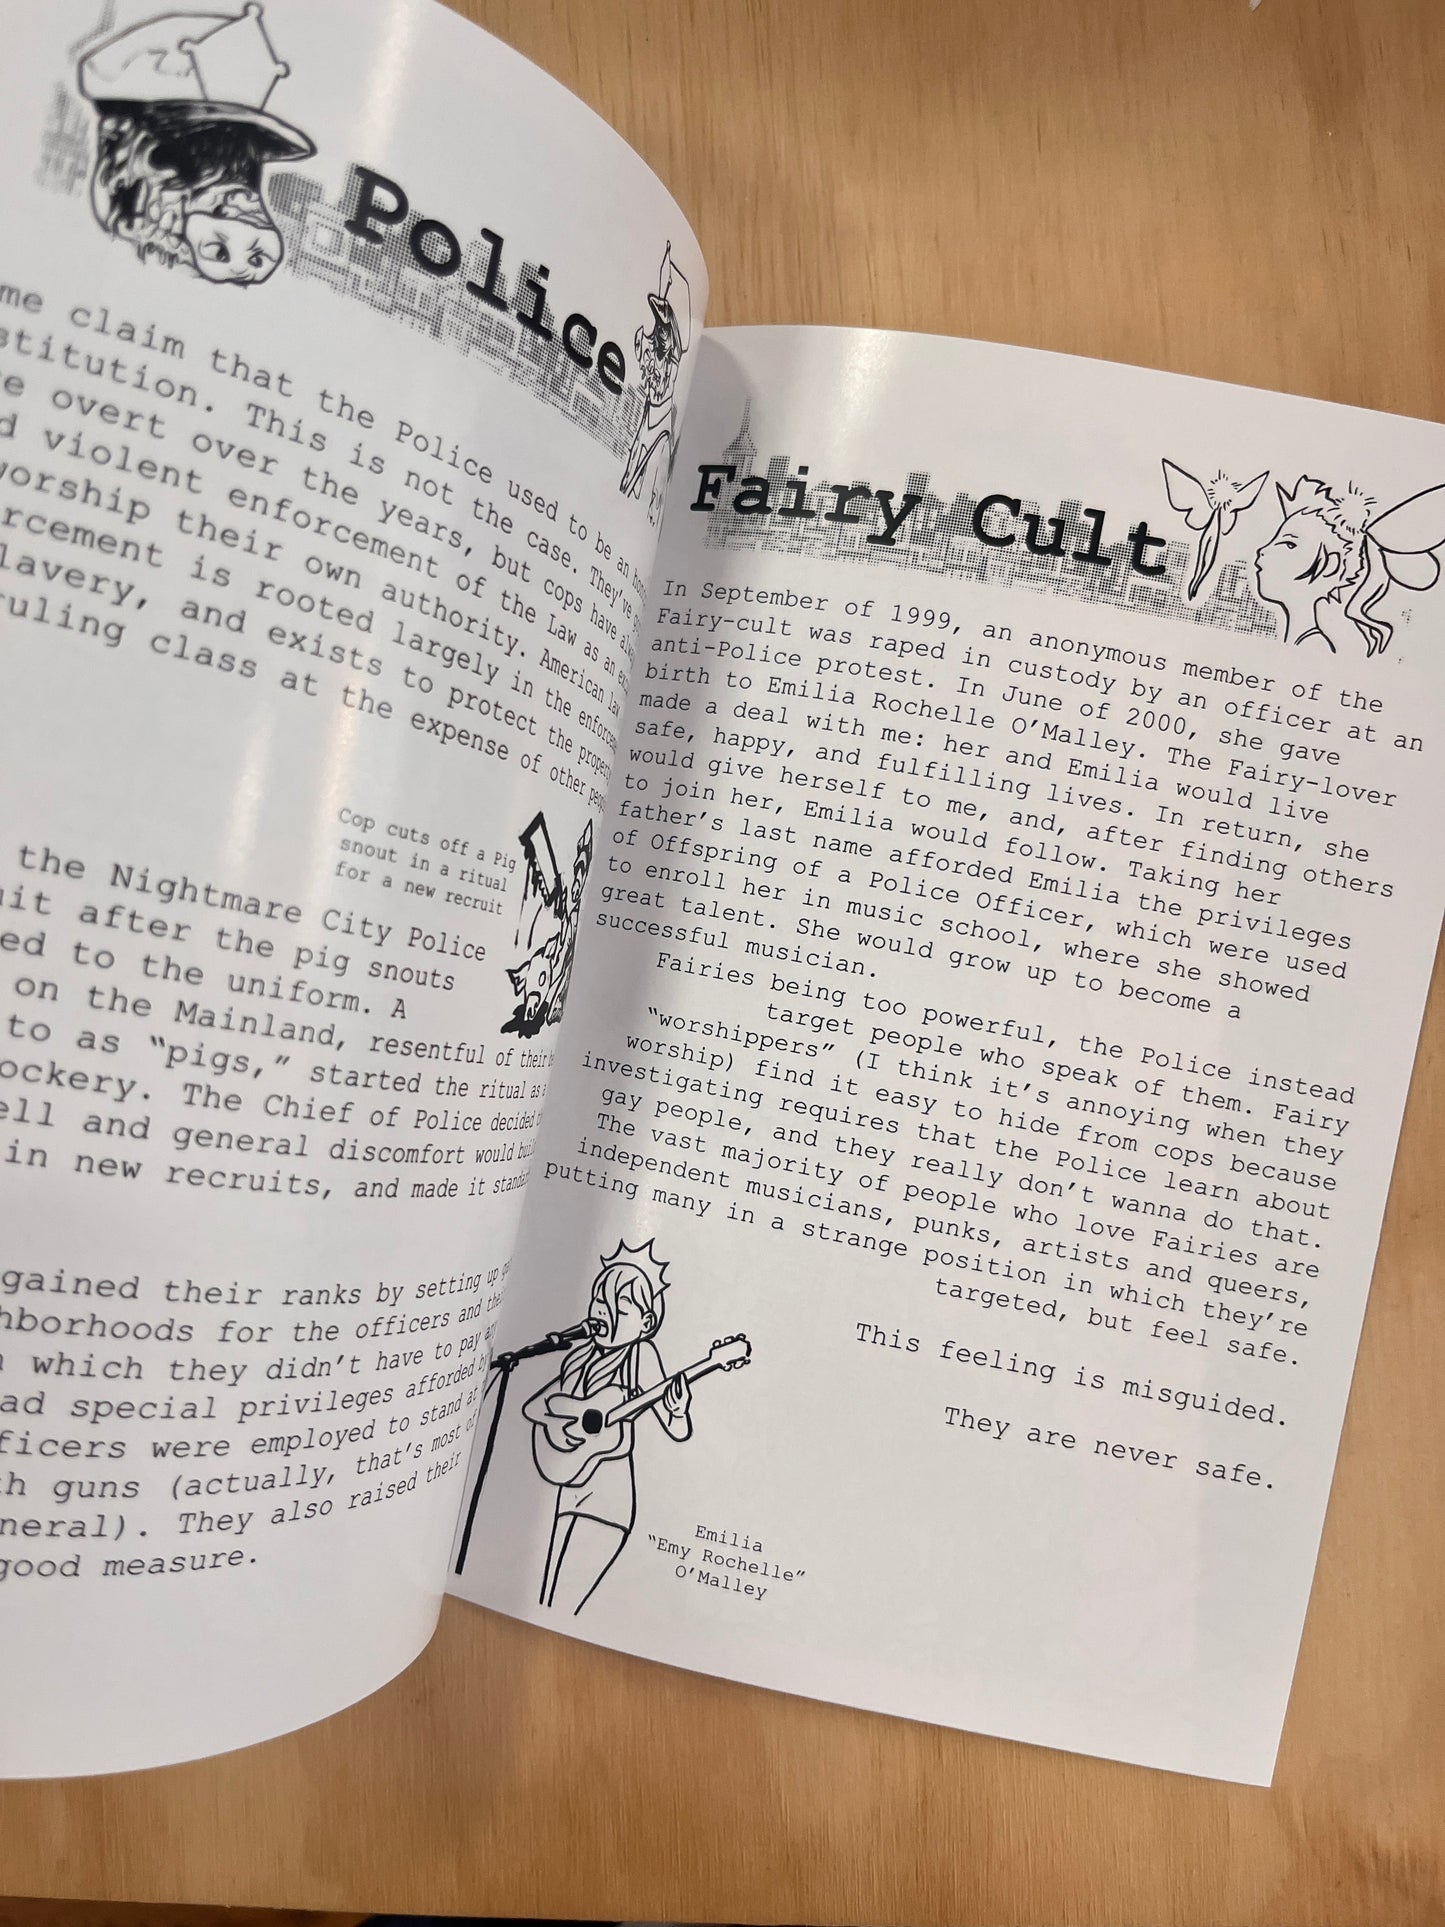 Police
me claim that the Police used to be an
stitution. This is not the case. They've
e overt over the years, but cops have
d violent enforcement of the Law as an
worship their own authority. American law
rcement is rooted largely in the
lavery, and exists to protect the
ruling class at the expense of other
Cop cuts off a Pig
snout in a ritual
for a new recruit
the Nightmare City Police
uit after the pig snouts
ed to the uniform. A
on the Mainland, resentful of their
to as “pigs,” started the ritual as a
ockery. The Chief of Police decided
ell and general discomfort would
in new recruits, and made it
gained their ranks by setting up
hborhoods for the officers and
which they didn't have to pay
ad special privileges afforded
ficers were employed to stand at
h guns (actually, that's most of
neral). They also raised their
good measure.
Fairy Cult
In September of 1999, an anonymous member of the
Fairy-cult was raped in custody by an officer at an
anti-Police protest. In June of 2000, she gave
birth to Emilia Rochelle O'Malley. The Fairy-lover
made a deal with me: her and Emilia would live
safe, happy, and fulfilling lives. In return, she
would give herself to me, and, after finding others
to join her, Emilia would follow. Taking her
father's last name afforded Emilia the privileges
of Offspring of a Police Officer, which were used
to enroll her in music school, where she showed
great talent. She would grow up to become a
successful musician.
Fairies being too powerful, the Police instead
target people who speak of them. Fairy
“worshippers” (I think it's annoying when they
worship) find it easy to hide from cops because
investigating requires that the Police learn about
gay people, and they really don't wanna do that.
The vast majority of people who love Fairies are
independent musicians, punks, artists and queers,
putting many in a strange position in which they're
targeted, but feel safe.
This feeling is misguided.
They are never safe.
Emilia
“Emy Rochelle”
O'Malley